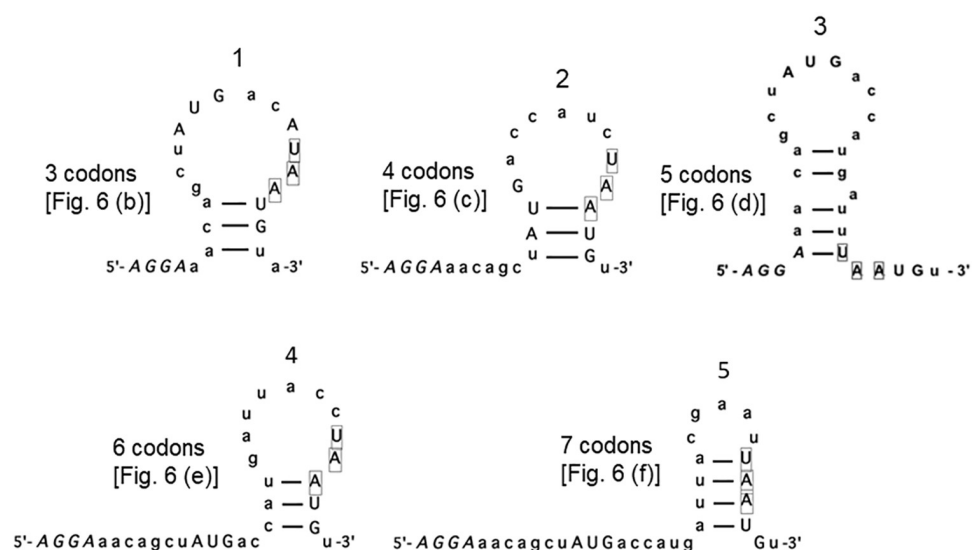 1
3 codons
[Fig. 6 (b)]
5'-AGGAa a c a g c u A U G a c A U A A U G u a-3'
2
4 codons
[Fig. 6 (c)]
5'-AGGAaacagc u A U G a c c a u c U A A U G u-3'
3
5 codons
[Fig. 6 (d)]
5'-AGG A a a c a g c u A U G a c c a u g a u u U A A U G u-3'
4
6 codons
[Fig. 6 (e)]
5'-AGGAaacagcuAUGac c a u g a u u a c c U A A U G u-3'
5
7 codons
[Fig. 6 (f)]
5'-AGGAaacagcuAUGaccaug a u u a c g a a u U A A U Gu-3'